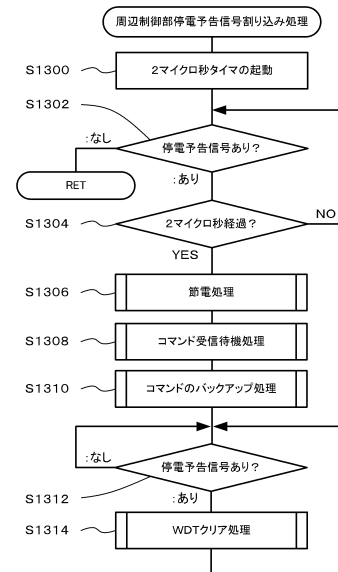 周辺制御部停電予告信号割り込み処理
S1300
2マイクロ秒タイマの起動
S1302
停電予告信号あり?
:なし
RET
:あり
S1304
2マイクロ秒経過?
NO
YES
S1306
節電処理
S1308
コマンド受信待機処理
S1310
コマンドのバックアップ処理
:なし
停電予告信号あり?
S1312
:あり
S1314
WDTクリア処理